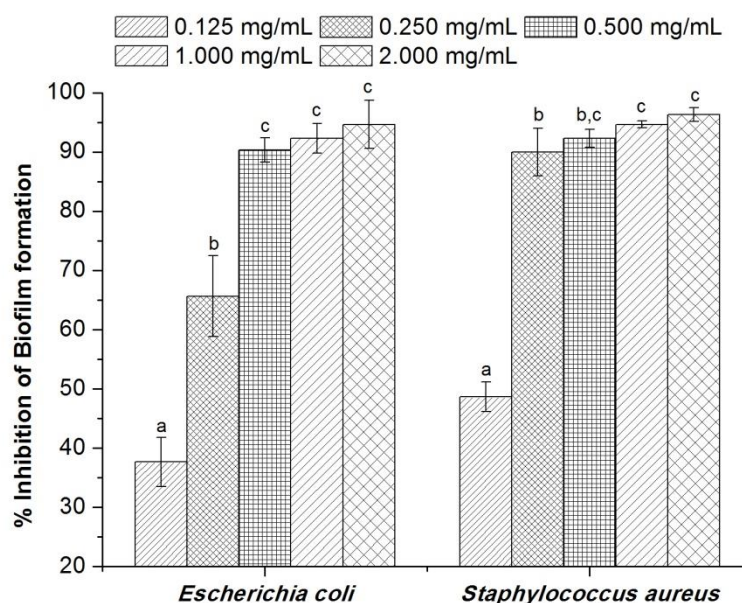 0.125 mg/mL 0.250 mg/mL 0.500 mg/mL
1.000 mg/mL 2.000 mg/mL
% Inhibition of Biofilm formation
100
90
80
70
60
50
40
30
20
a
b
c
c
c
a
b
b,c
c
c
Escherichia coli
Staphylococcus aureus